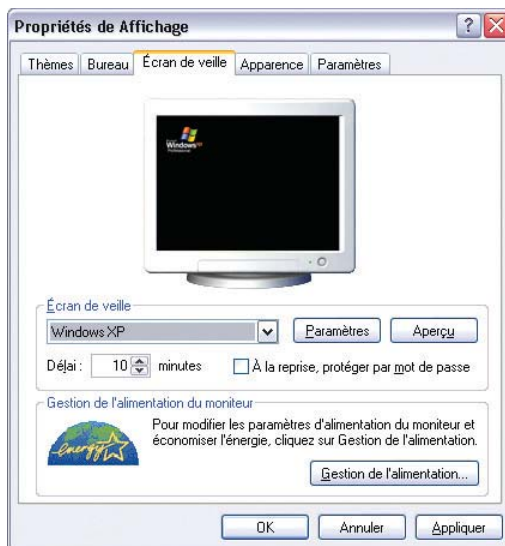 Propriétés de Affichage
Thèmes Bureau Écran de veille Apparence Paramètres
Windows xp
Professional
Écran de veille
Windows XP Paramètres Aperçu
Délai : 10 minutes À la reprise, protéger par mot de passe
Gestion de l'alimentation du moniteur
Pour modifier les paramètres d'alimentation du moniteur et
économiser l'énergie, cliquez sur Gestion de l'alimentation.
energy
Gestion de l'alimentation...
OK Annuler Appliquer